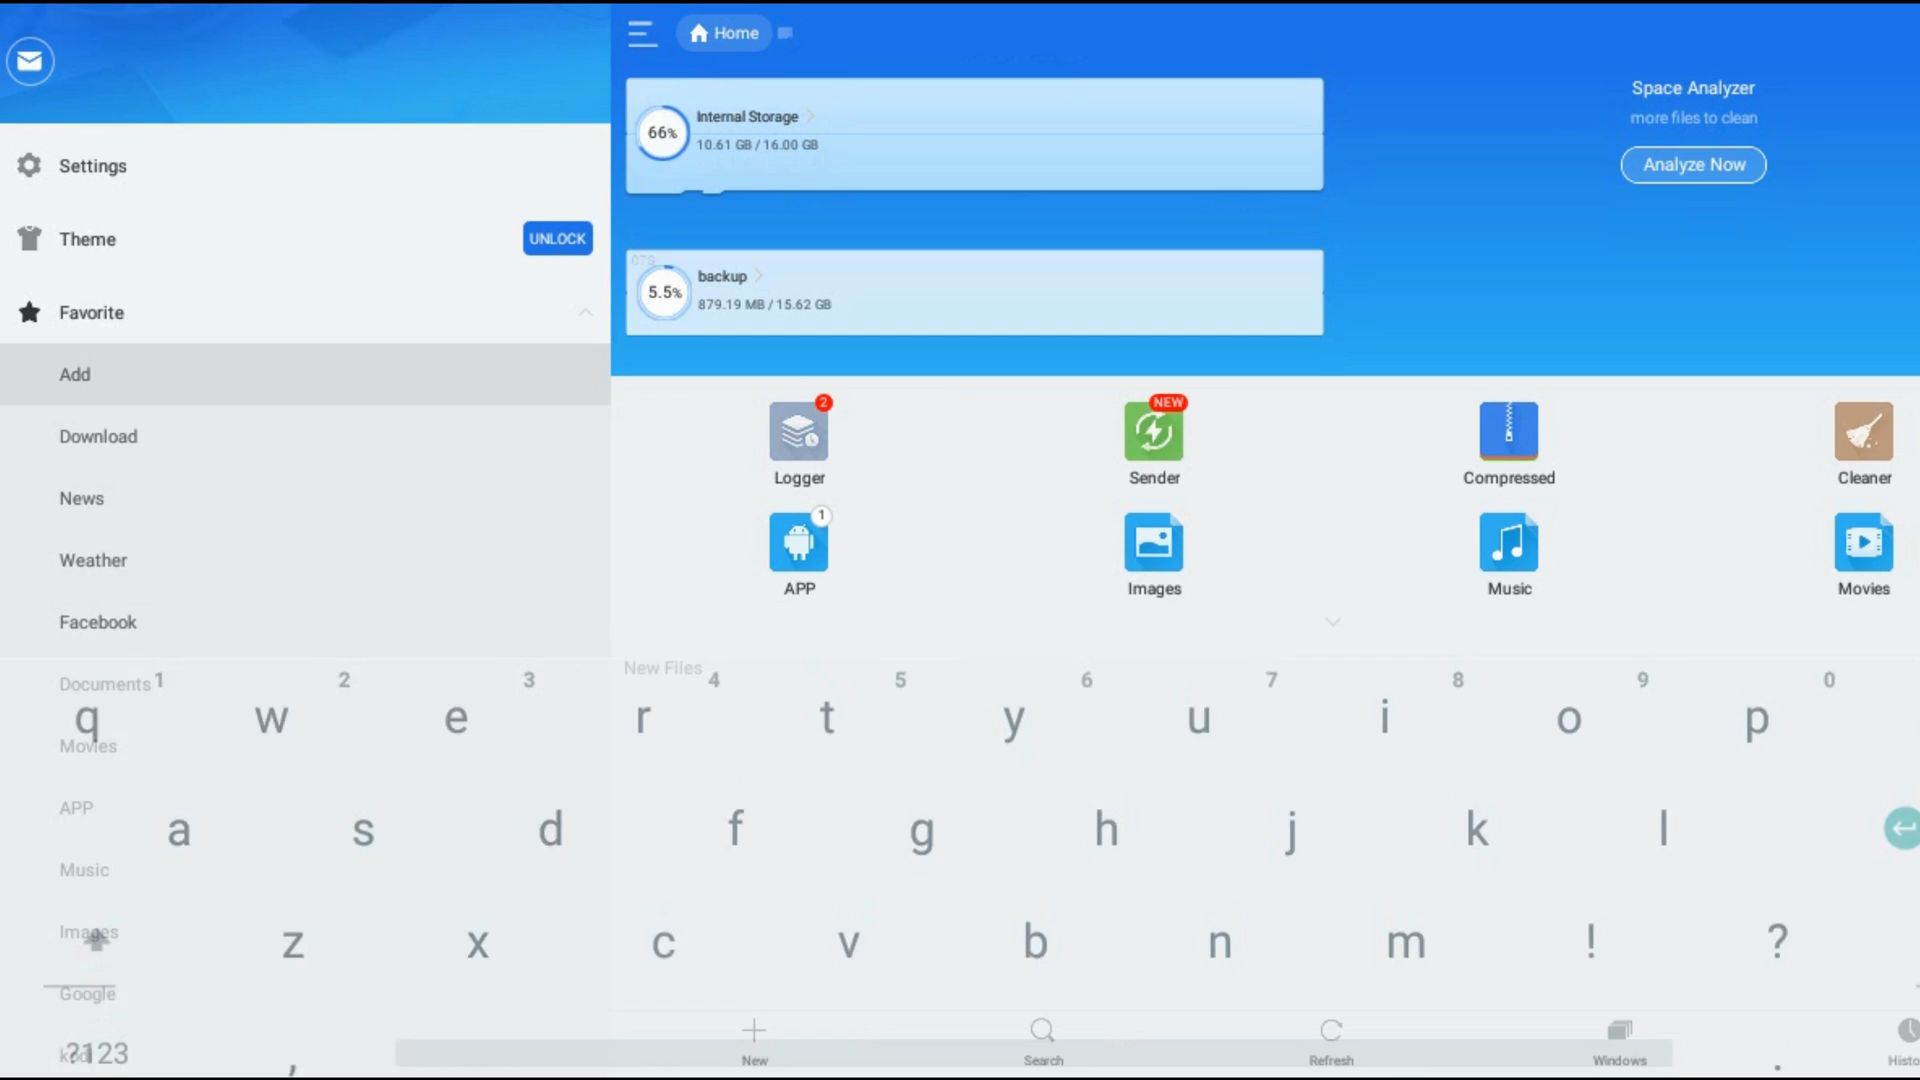 Settings
Theme
UNLOCK
Favorite
Add
Download
News
Weather
Facebook
Documents
Movies
APP
Music
Images
Google
Home
Internal Storage
66%
10.61 GB / 16.00 GB
backup
5.5%
879.19 MB / 15.62 GB
Space Analyzer
more files to clean
Analyze Now
2
NEW
Logger
Sender
Compressed
Cleaner
1
APP
Images
Music
Movies
New Files
1 2 3 4 5 6 7 8 9 0
q w e r t y u i o p
a s d f g h j k l
z x c v b n m ! ?
?123 , .
New
Search
Refresh
Windows
Histo